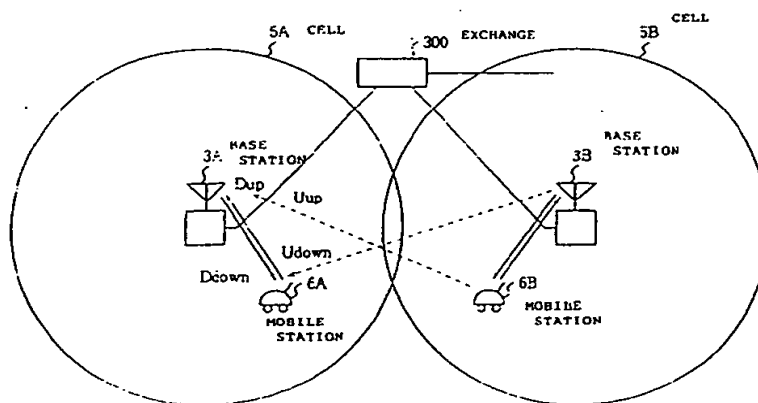 5A CELL
300 EXCHANGE
5B CELL
3A BASE STATION
BASE STATION 3B
Dup
Uup
Udown
Ddown
6A
MOBILE STATION
6B
MOBILE STATION